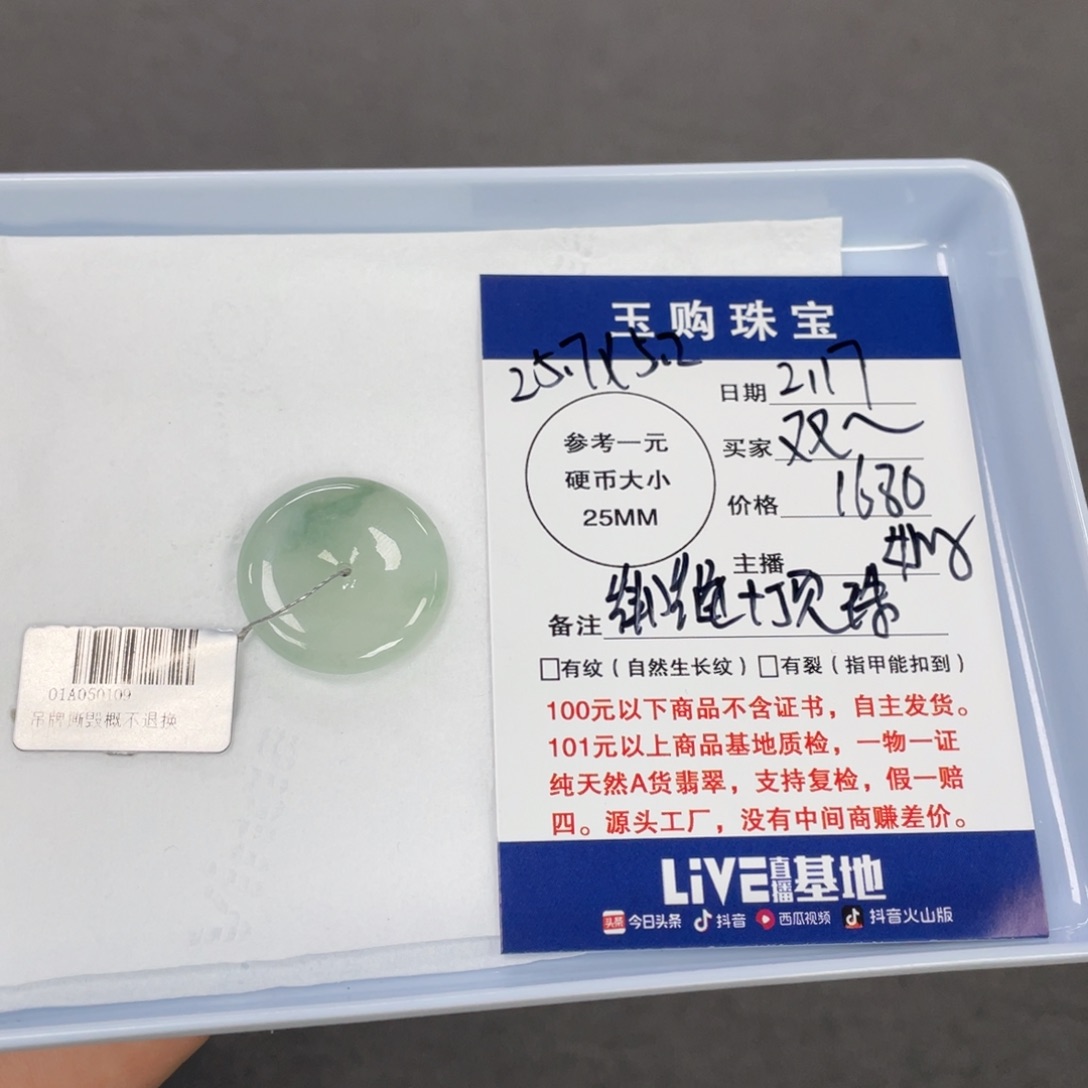 玉购珠宝
25.7X5.2
日期 2,17
参考一元
硬币大小
25MM
买家 双
价格 1680
主播
备注 顶珠
□有纹（自然生长纹）□有裂（指甲能扣到）
100元以下商品不含证书，自主发货。
101元以上商品基地质检，一物一证
纯天然A货翡翠，支持复检，假一赔
四。源头工厂，没有中间商赚差价。
LiVE直播基地
头条 今日头条 抖音 西瓜视频 抖音火山版
01A050109
吊牌撕毁概不退换